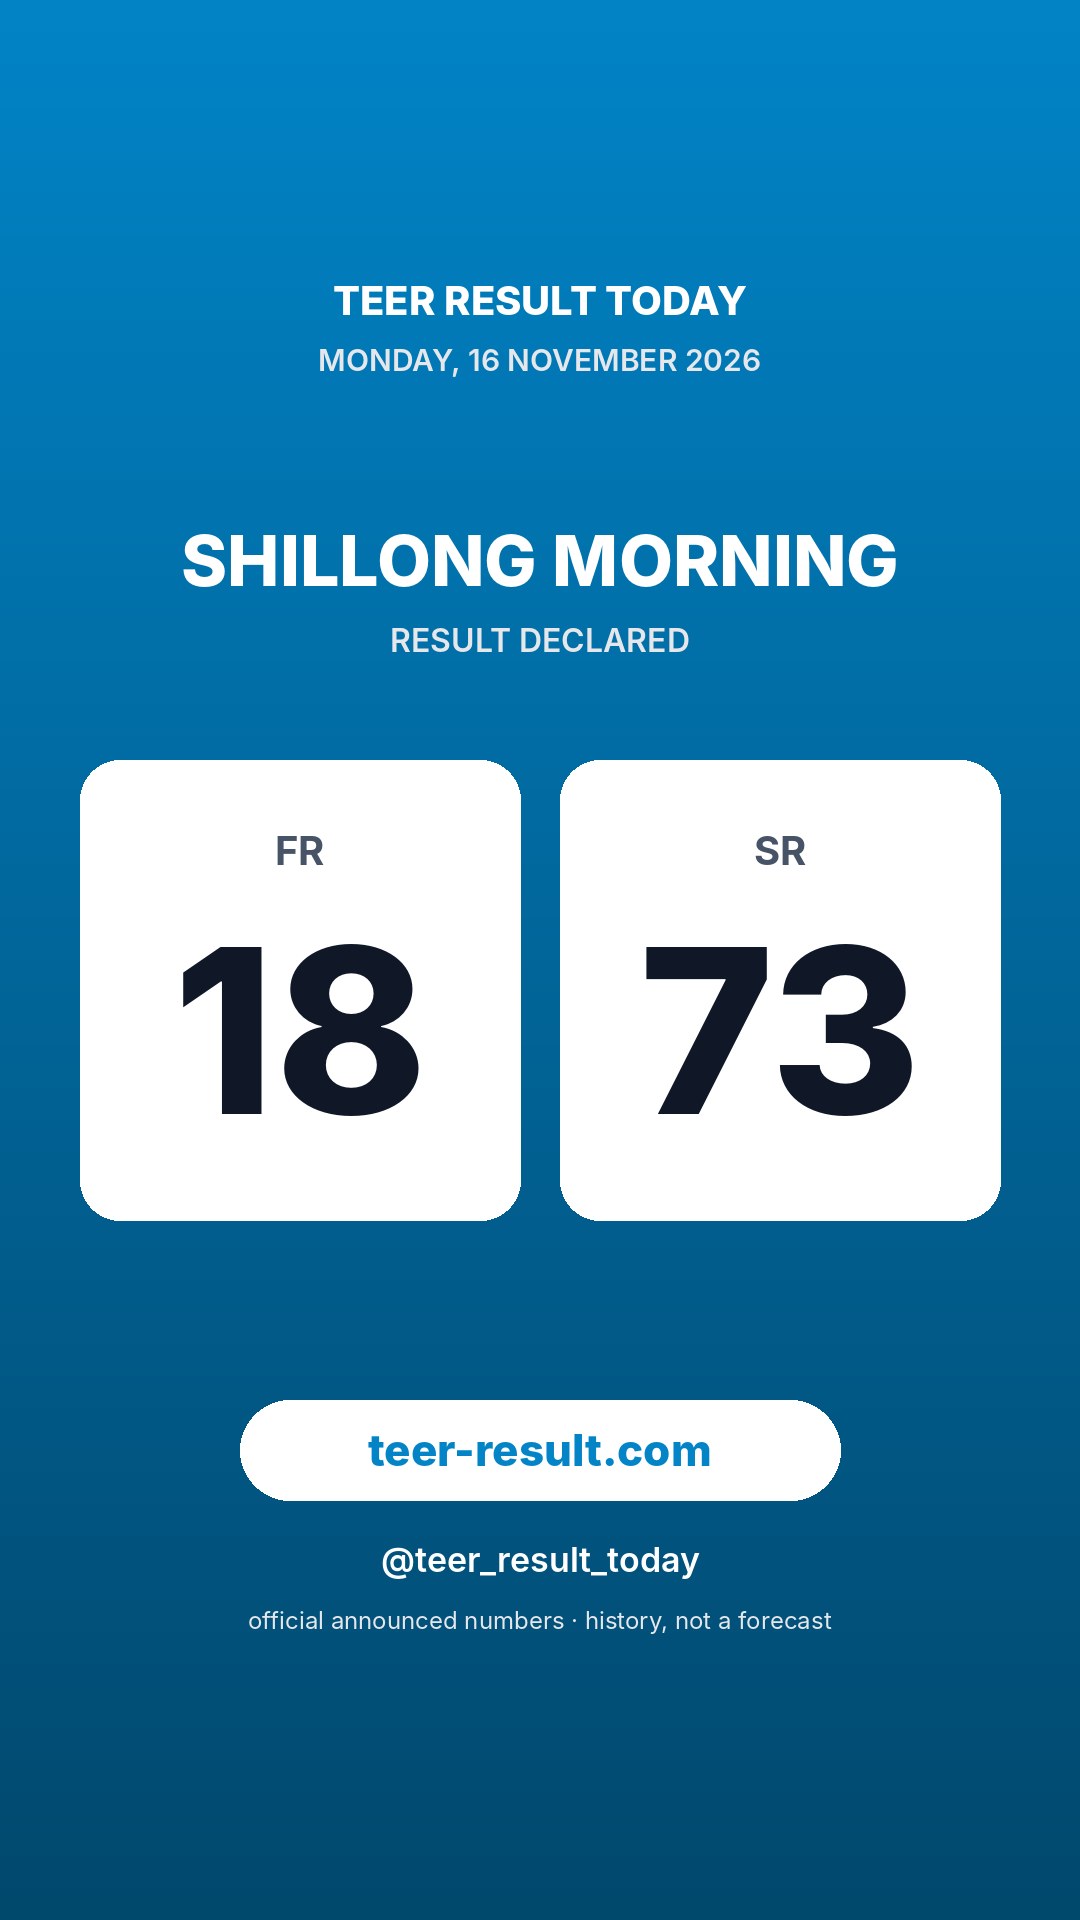 TEER RESULT TODAY
MONDAY, 16 NOVEMBER 2026
SHILLONG MORNING
RESULT DECLARED
FR
18
SR
73
teer-result.com
@teer_result_today
official announced numbers · history, not a forecast